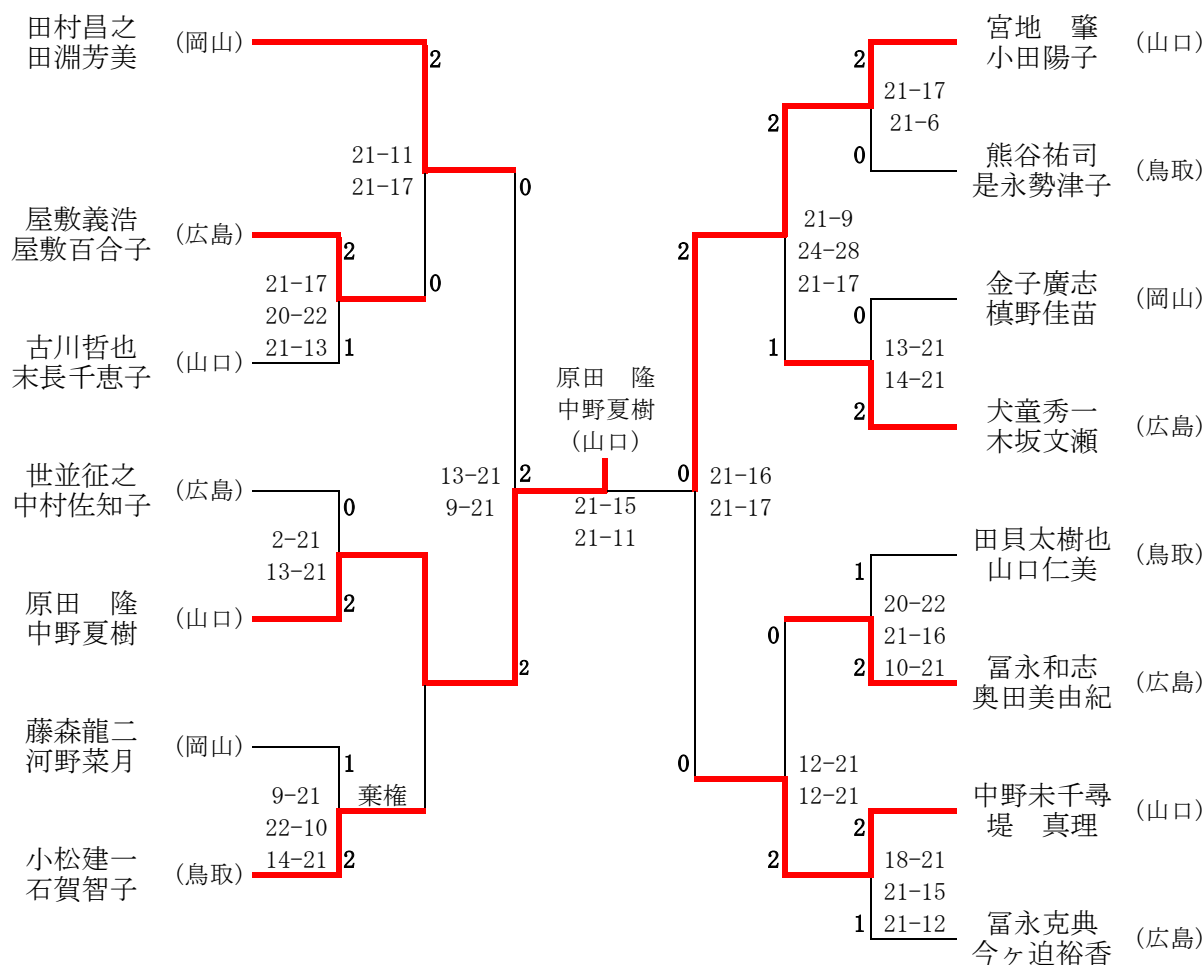 田村昌之
田淵芳美
(岡山)
2
21-11
21-17
0
屋敷義浩
屋敷百合子
(広島)
2
0
21-17
20-22
21-13
1
古川哲也
末長千恵子
(山口)
世並征之
中村佐知子
(広島)
0
2-21
13-21
2
原田　隆
中野夏樹
(山口)
13-21
9-21
2
2
藤森龍二
河野菜月
(岡山)
1
9-21
22-10
14-21
棄権
2
小松建一
石賀智子
(鳥取)
原田　隆
中野夏樹
(山口)
21-15
21-11
0
宮地　肇
小田陽子
(山口)
2
21-17
21-6
2
0
熊谷祐司
是永勢津子
(鳥取)
21-9
24-28
21-17
2
金子廣志
槙野佳苗
(岡山)
0
13-21
14-21
1
2
犬童秀一
木坂文瀬
(広島)
21-16
21-17
田貝太樹也
山口仁美
(鳥取)
1
20-22
21-16
10-21
0
2
冨永和志
奥田美由紀
(広島)
0
12-21
12-21
中野未千尋
堤　真理
(山口)
2
2
18-21
21-15
21-12
1
冨永克典
今ヶ迫裕香
(広島)